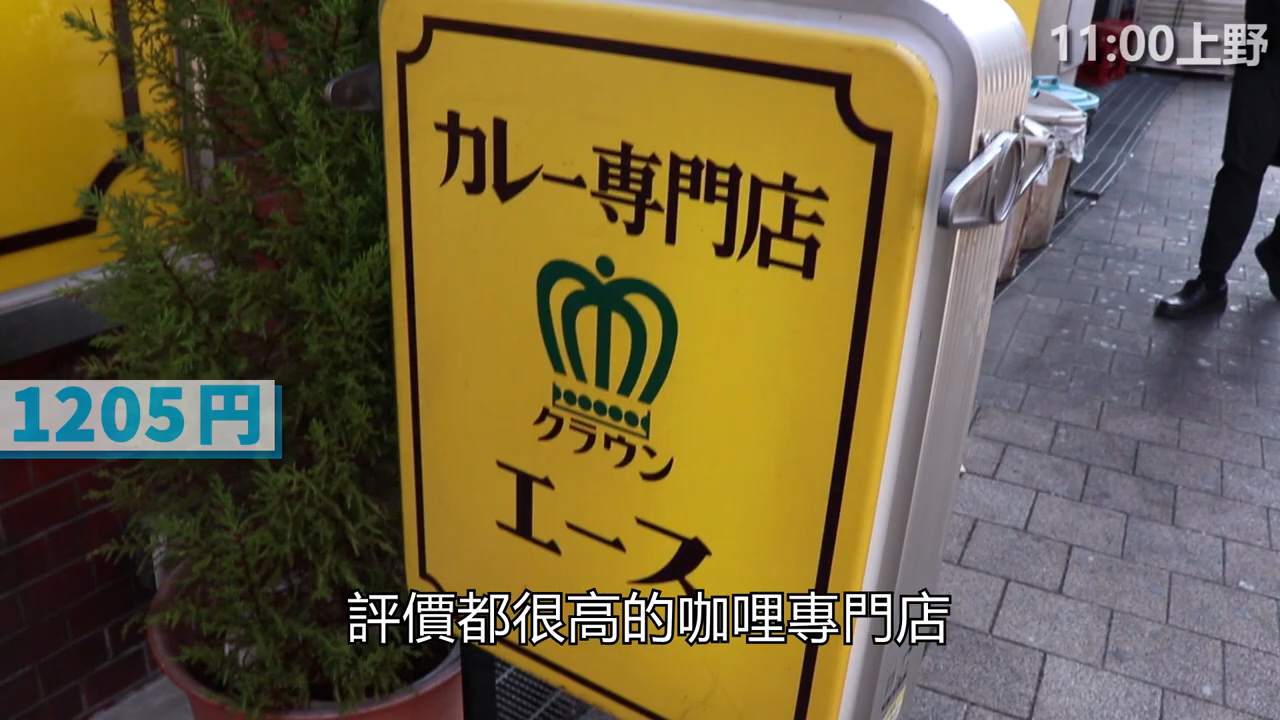 11:00上野
カレー専門店
クラウン
エース
1205円
評價都很高的咖哩專門店